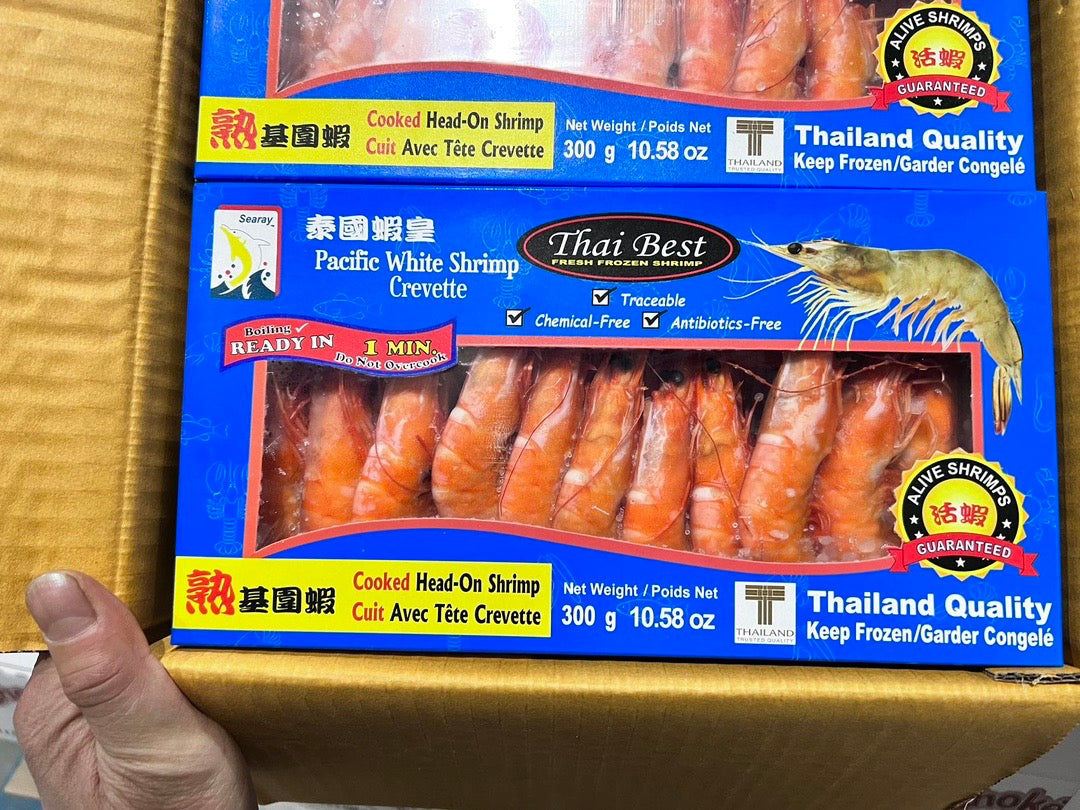 ALIVE SHRIMPS
活蝦
GUARANTEED
熟基圍蝦
Cooked Head-On Shrimp
Cuit Avec Tête Crevette
Net Weight / Poids Net
300 g 10.58 oz
THAILAND
TRUSTED QUALITY
Thailand Quality
Keep Frozen/Garder Congelé
Searay
泰國蝦皇
Pacific White Shrimp
Crevette
Thai Best
FRESH FROZEN SHRIMP
Traceable
Chemical-Free
Antibiotics-Free
Boiling
READY IN 1 MIN.
Do Not Overcook
ALIVE SHRIMPS
活蝦
GUARANTEED
熟基圍蝦
Cooked Head-On Shrimp
Cuit Avec Tête Crevette
Net Weight / Poids Net
300 g 10.58 oz
THAILAND
TRUSTED QUALITY
Thailand Quality
Keep Frozen/Garder Congelé